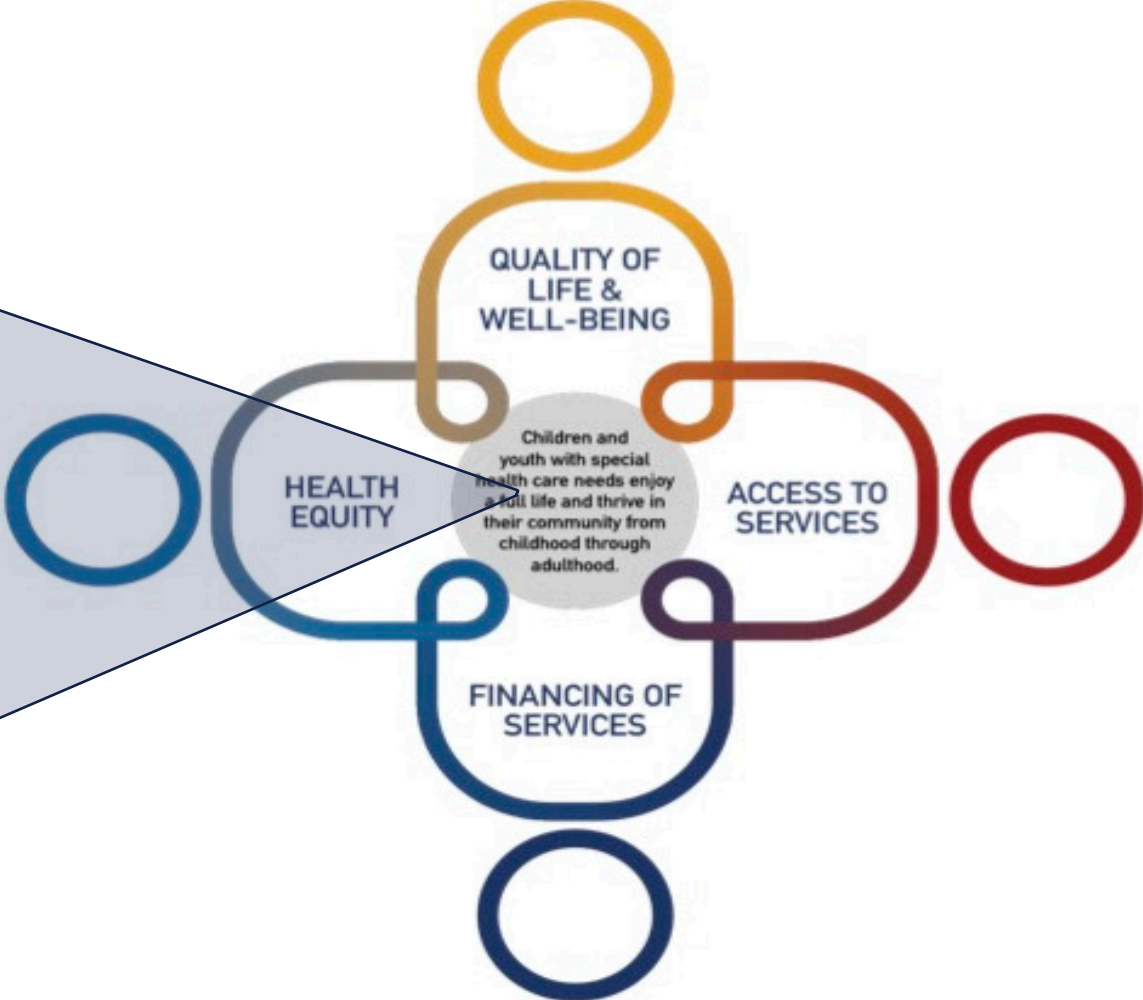 QUALITY OF
LIFE &
WELL-BEING
HEALTH
EQUITY
Children and
youth with special
health care needs enjoy
a full life and thrive in
their community from
childhood through
adulthood.
ACCESS TO
SERVICES
FINANCING OF
SERVICES